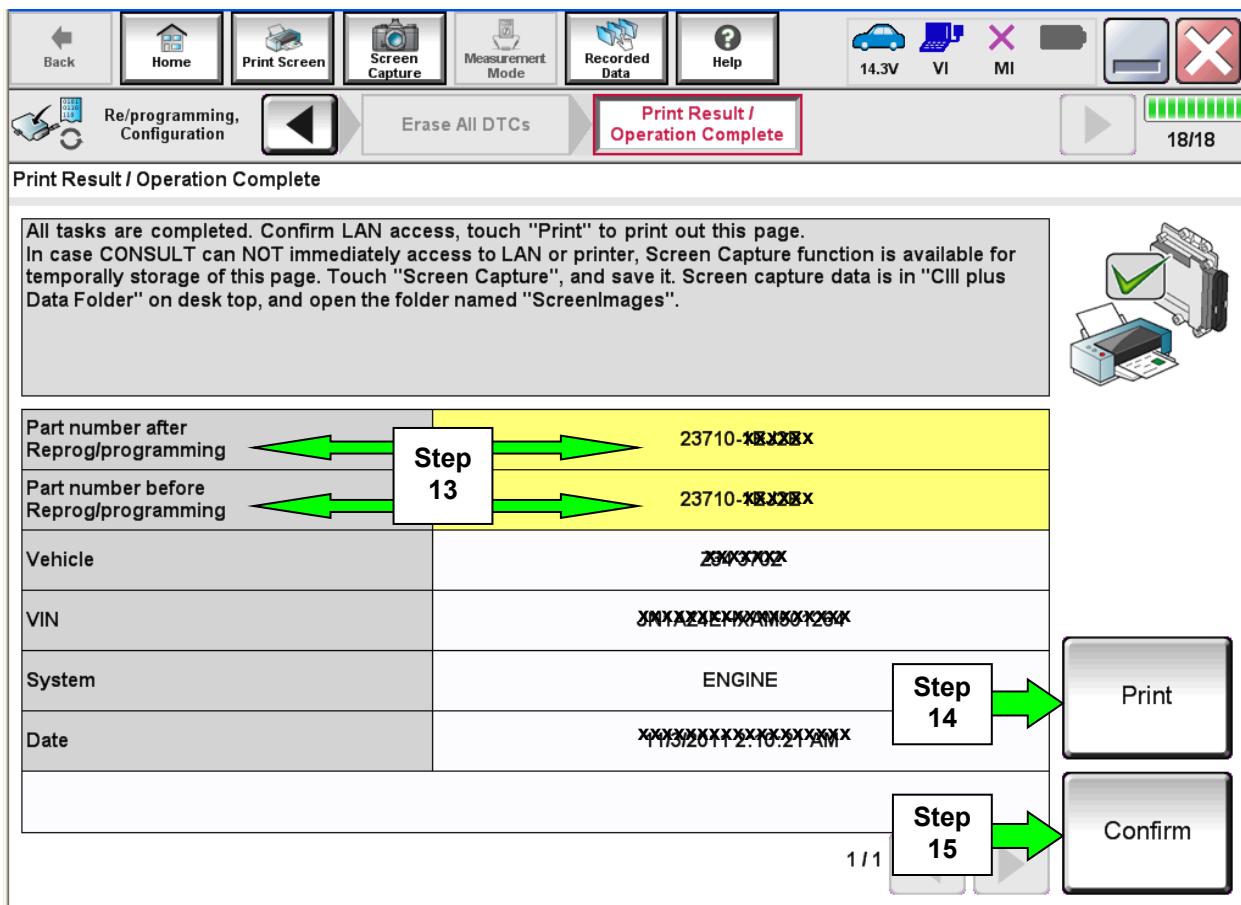 Back
Home
Print Screen
Screen
Capture
Measurement
Mode
Recorded
Data
Help
14.3V
VI
MI
Re/programming,
Configuration
Erase All DTCs
Print Result /
Operation Complete
18/18
Print Result / Operation Complete
All tasks are completed. Confirm LAN access, touch "Print" to print out this page.
In case CONSULT can NOT immediately access to LAN or printer, Screen Capture function is available for
temporally storage of this page. Touch "Screen Capture", and save it. Screen capture data is in "CIII plus
Data Folder" on desk top, and open the folder named "ScreenImages".
Part number after
Reprog/programming
23710-
Step
13
Part number before
Reprog/programming
23710-
Vehicle
VIN
System
ENGINE
Step
14
Print
Date
Step
15
Confirm
1 / 1